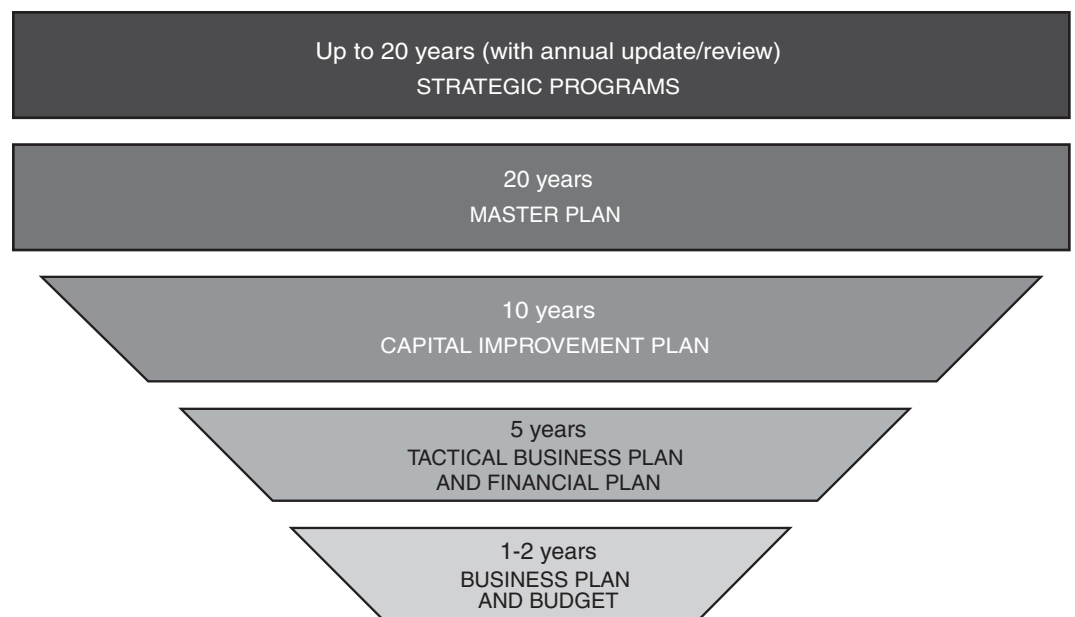 Up to 20 years (with annual update/review)
STRATEGIC PROGRAMS
20 years
MASTER PLAN
10 years
CAPITAL IMPROVEMENT PLAN
5 years
TACTICAL BUSINESS PLAN
AND FINANCIAL PLAN
1-2 years
BUSINESS PLAN
AND BUDGET